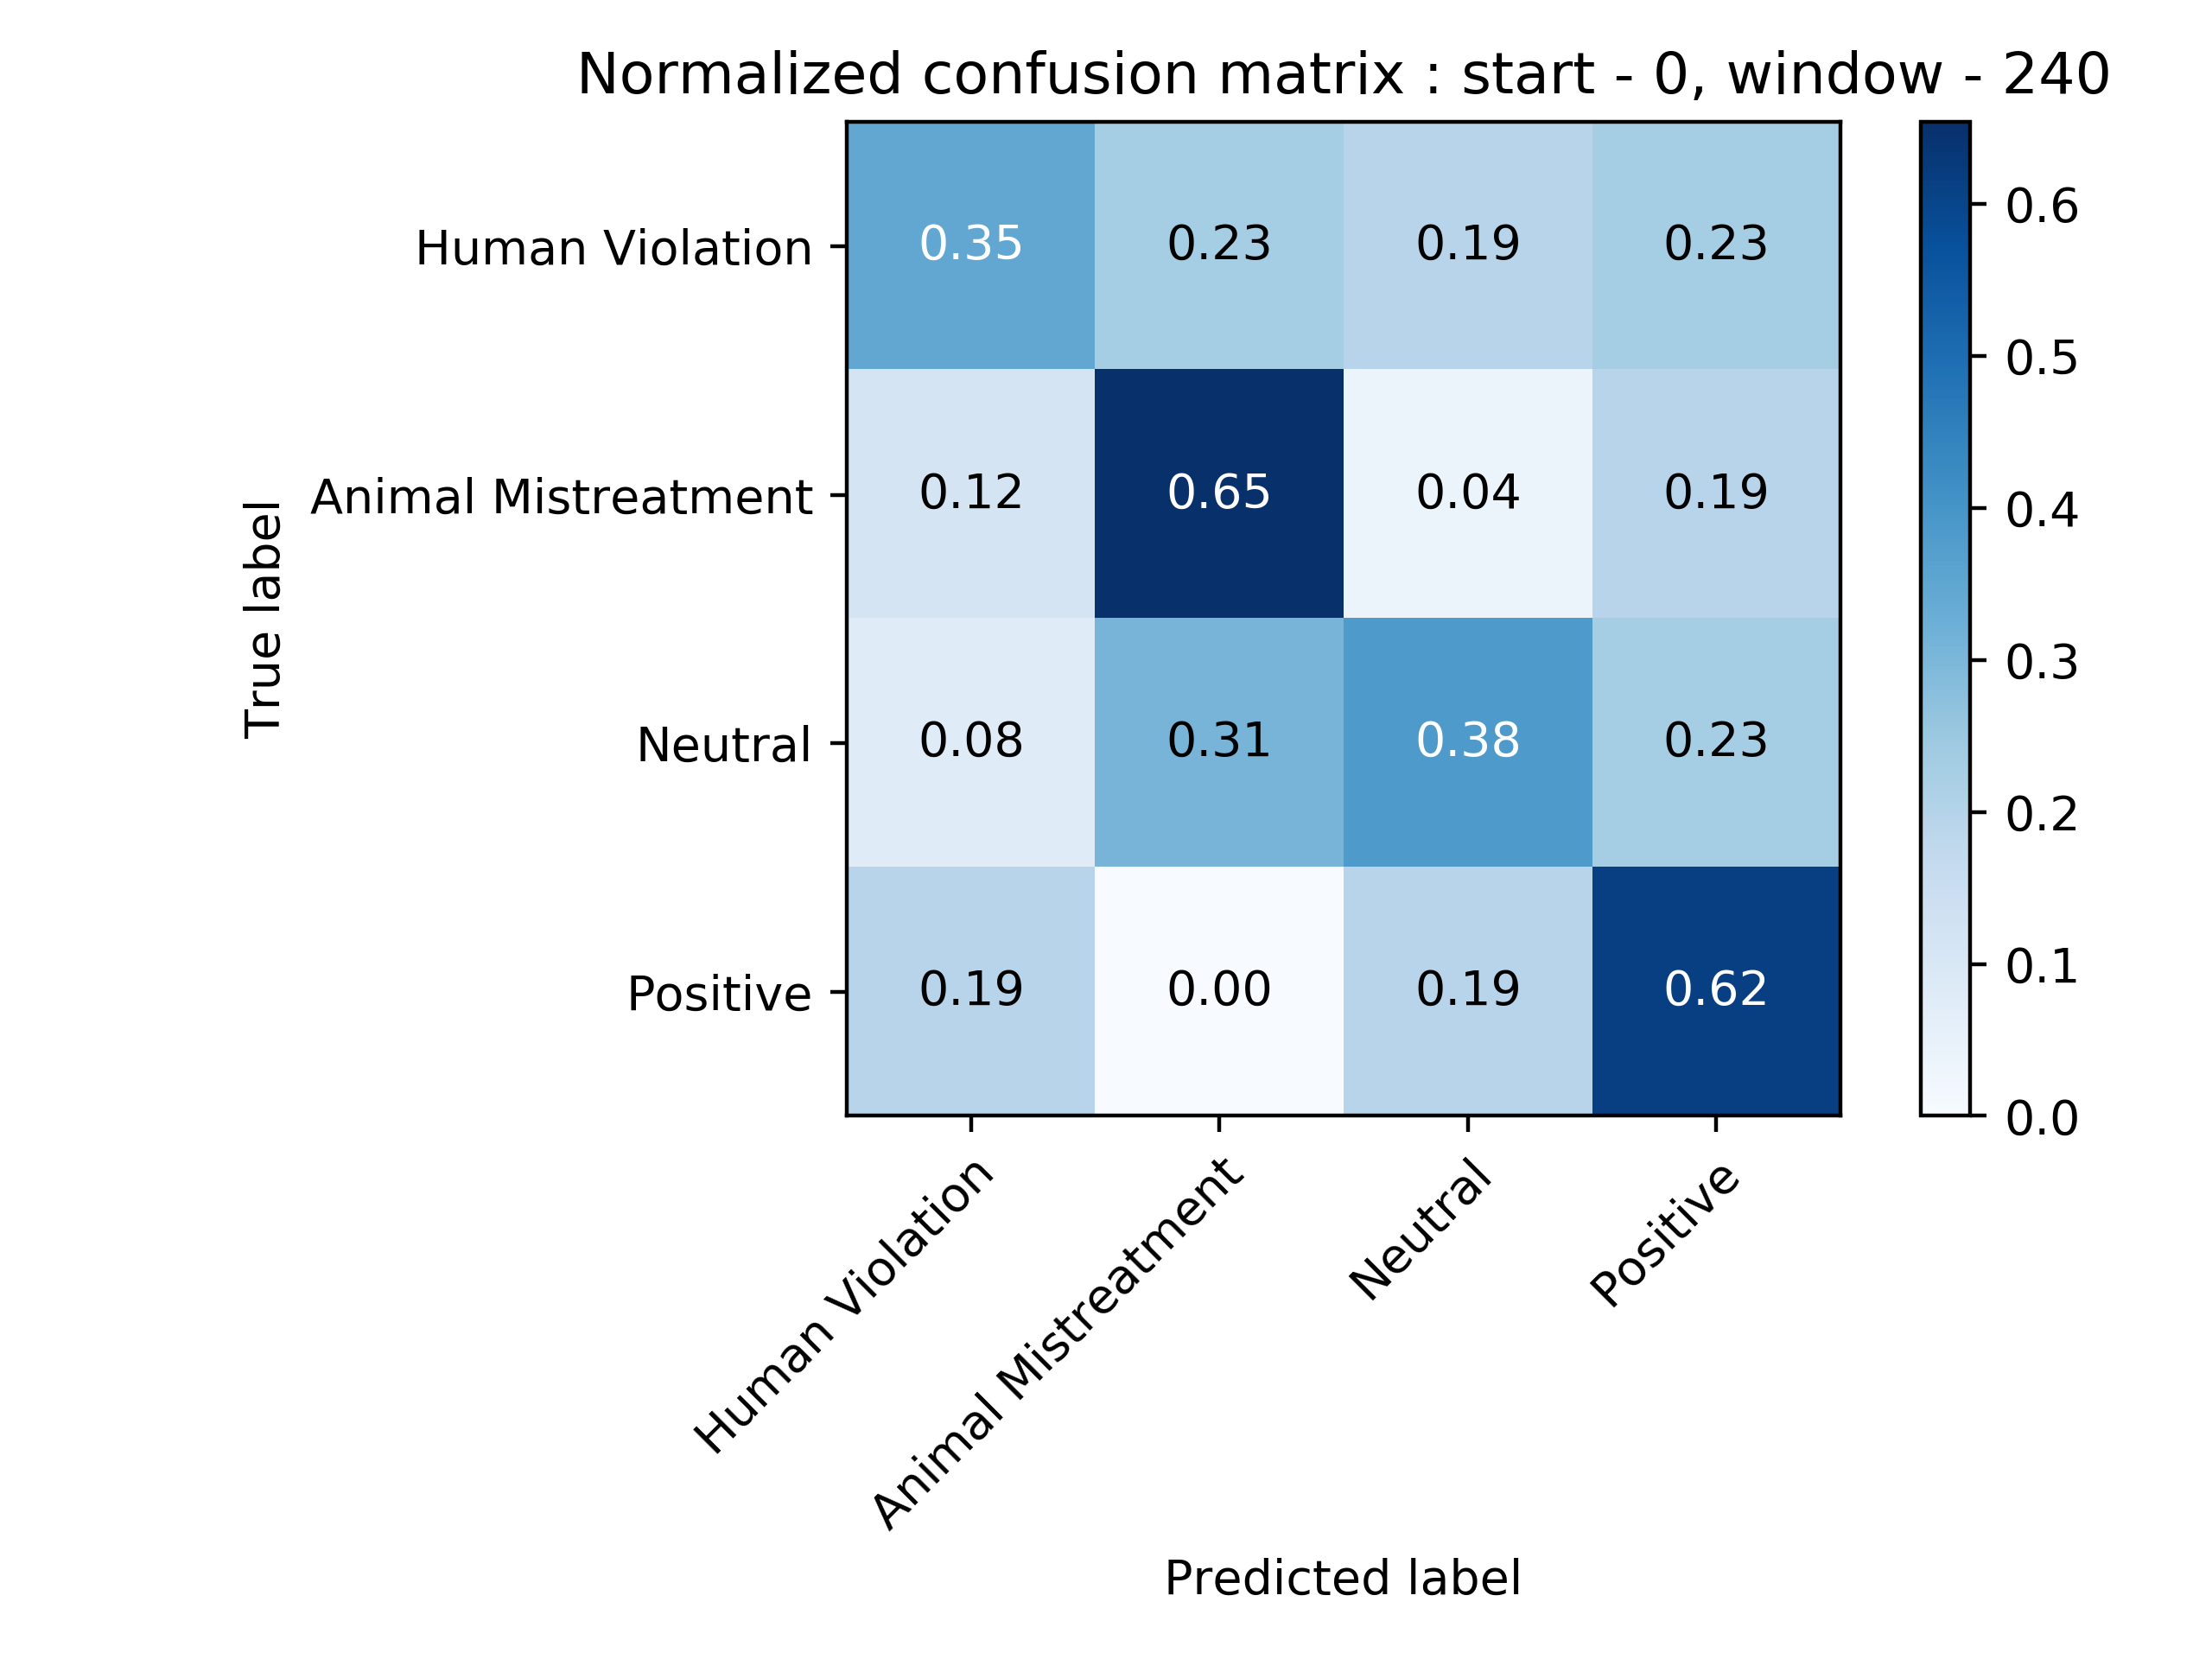 Normalized confusion matrix : start - 0, window - 240
True label
Human Violation
0.35 0.23 0.19 0.23
Animal Mistreatment
0.12 0.65 0.04 0.19
Neutral
0.08 0.31 0.38 0.23
Positive
0.19 0.00 0.19 0.62
Human Violation
Animal Mistreatment
Neutral
Positive
Predicted label
0.6
0.5
0.4
0.3
0.2
0.1
0.0